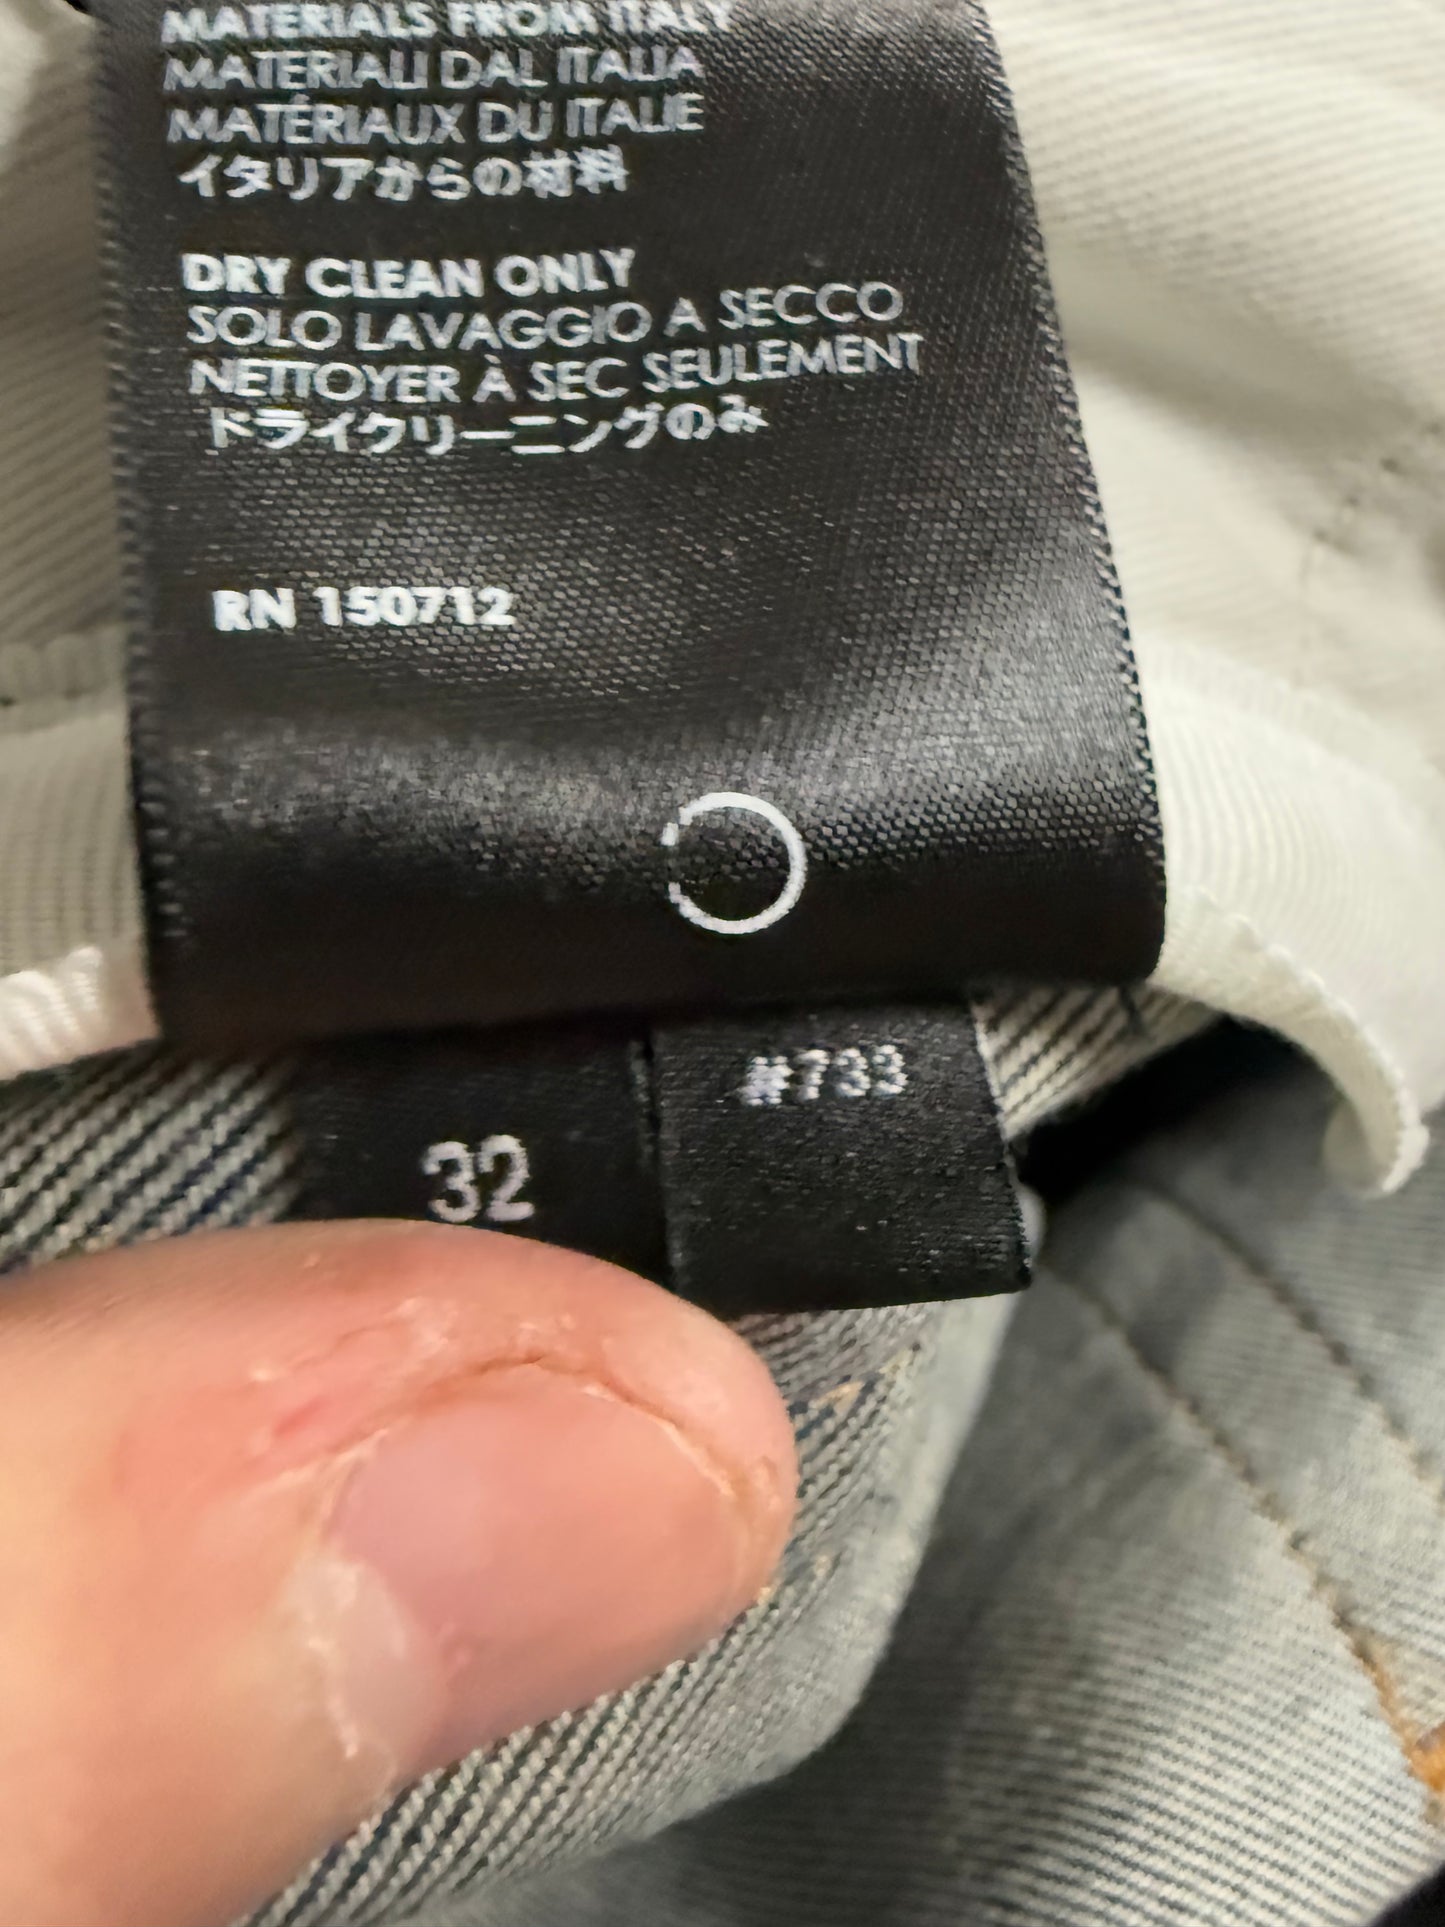 MATERIALS FROM ITALY
MATERIALI DAL ITALIA
MATÉRIAUX DU ITALIE
イタリアからの材料
DRY CLEAN ONLY
SOLO LAVAGGIO A SECCO
NETTOYER À SEC SEULEMENT
ドライクリーニングのみ
RN 150712
#733
32